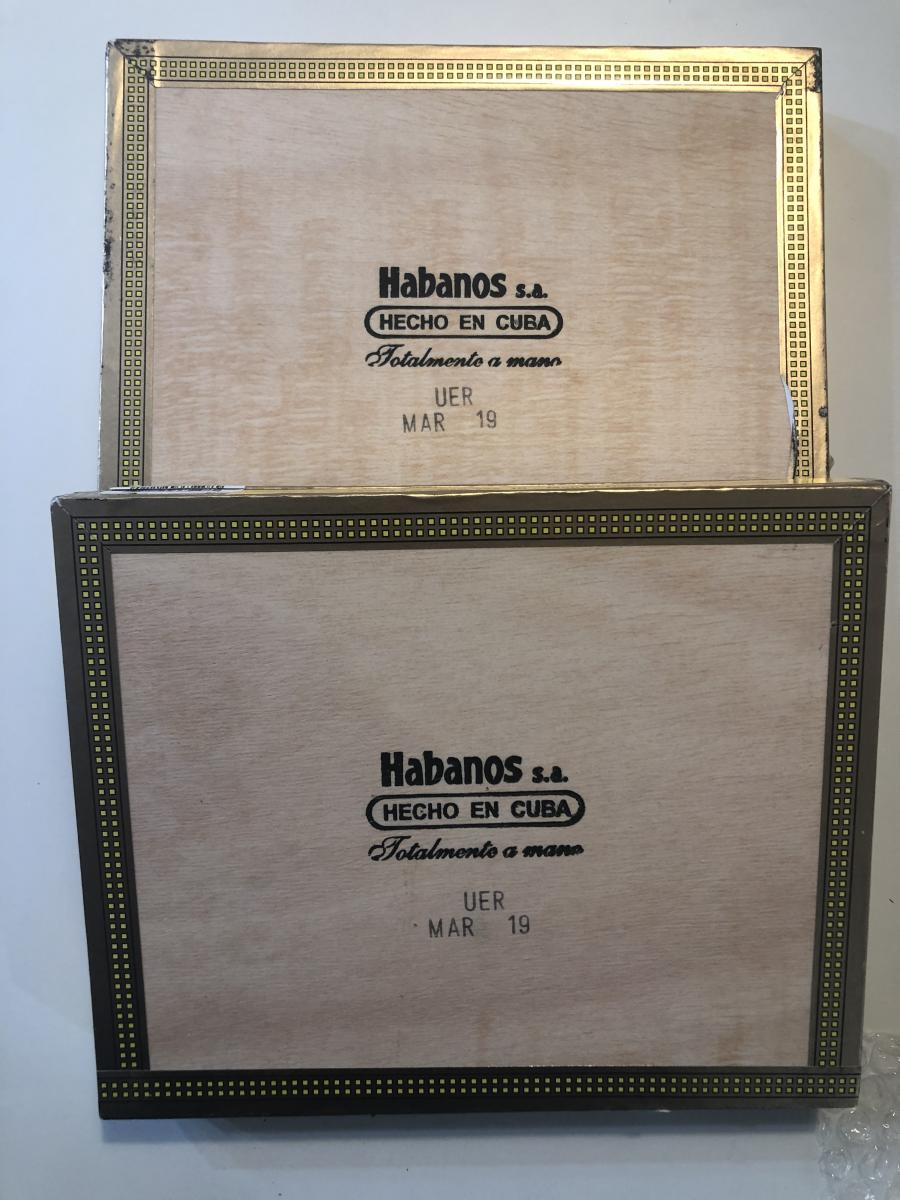 Habanos s.a.
HECHO EN CUBA
Totalmente a mano
UER
MAR 19
Habanos s.a.
HECHO EN CUBA
Totalmente a mano
UER
MAR 19